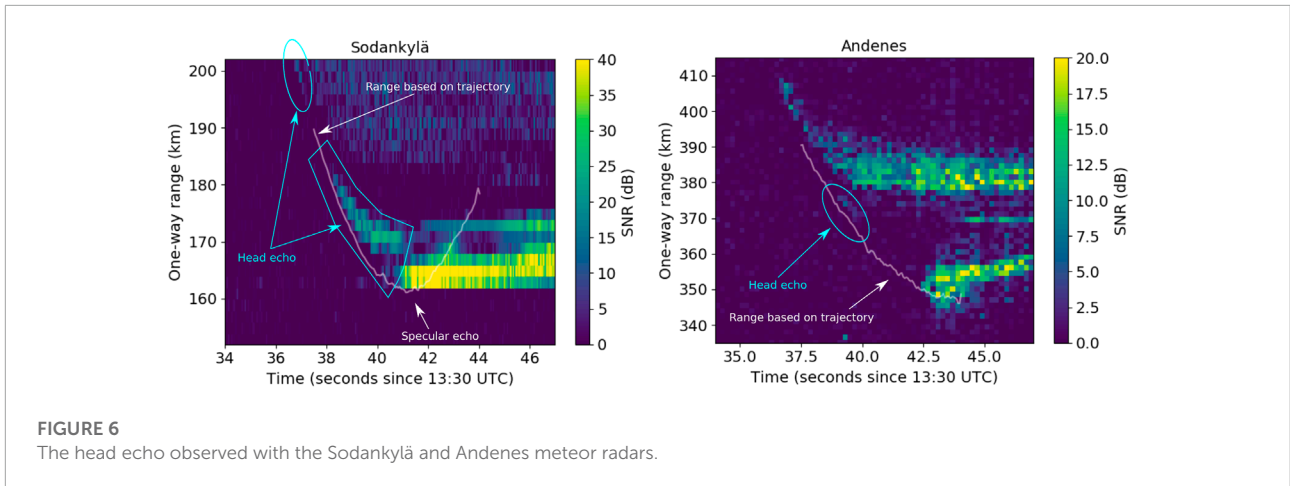 Sodankylä
200
190
180
170
160
34
36
38
40
42
44
46
One-way range (km)
Time (seconds since 13:30 UTC)
Range based on trajectory
Head echo
Specular echo
40
35
30
25
20
15
10
5
0
SNR (dB)
Andenes
410
400
390
380
370
360
350
340
35.0
37.5
40.0
42.5
45.0
One-way range (km)
Time (seconds since 13:30 UTC)
Head echo
Range based on trajectory
20.0
17.5
15.0
12.5
10.0
7.5
5.0
2.5
0.0
SNR (dB)
FIGURE 6
The head echo observed with the Sodankylä and Andenes meteor radars.